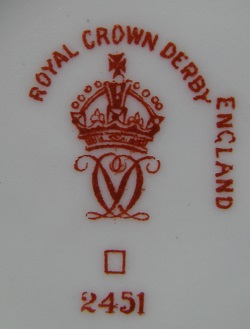 ROYAL CROWN DERBY
ENGLAND
2451